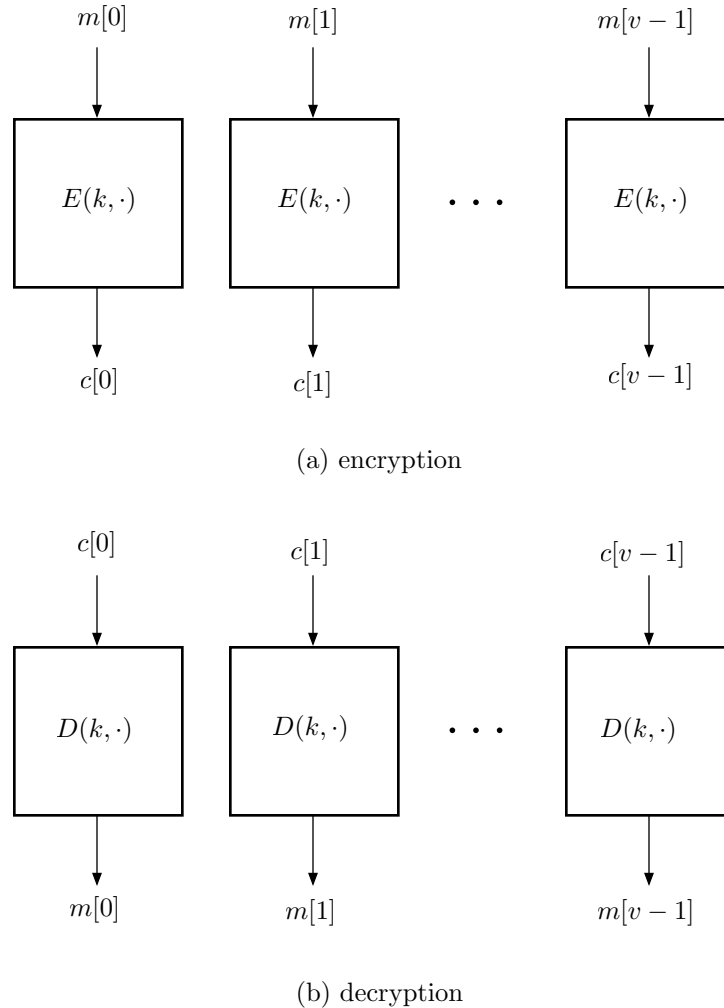 m[0] m[1] m[v − 1]
E(k, ·) E(k, ·) · · · E(k, ·)
c[0] c[1] c[v − 1]
(a) encryption
c[0] c[1] c[v − 1]
D(k, ·) D(k, ·) · · · D(k, ·)
m[0] m[1] m[v − 1]
(b) decryption